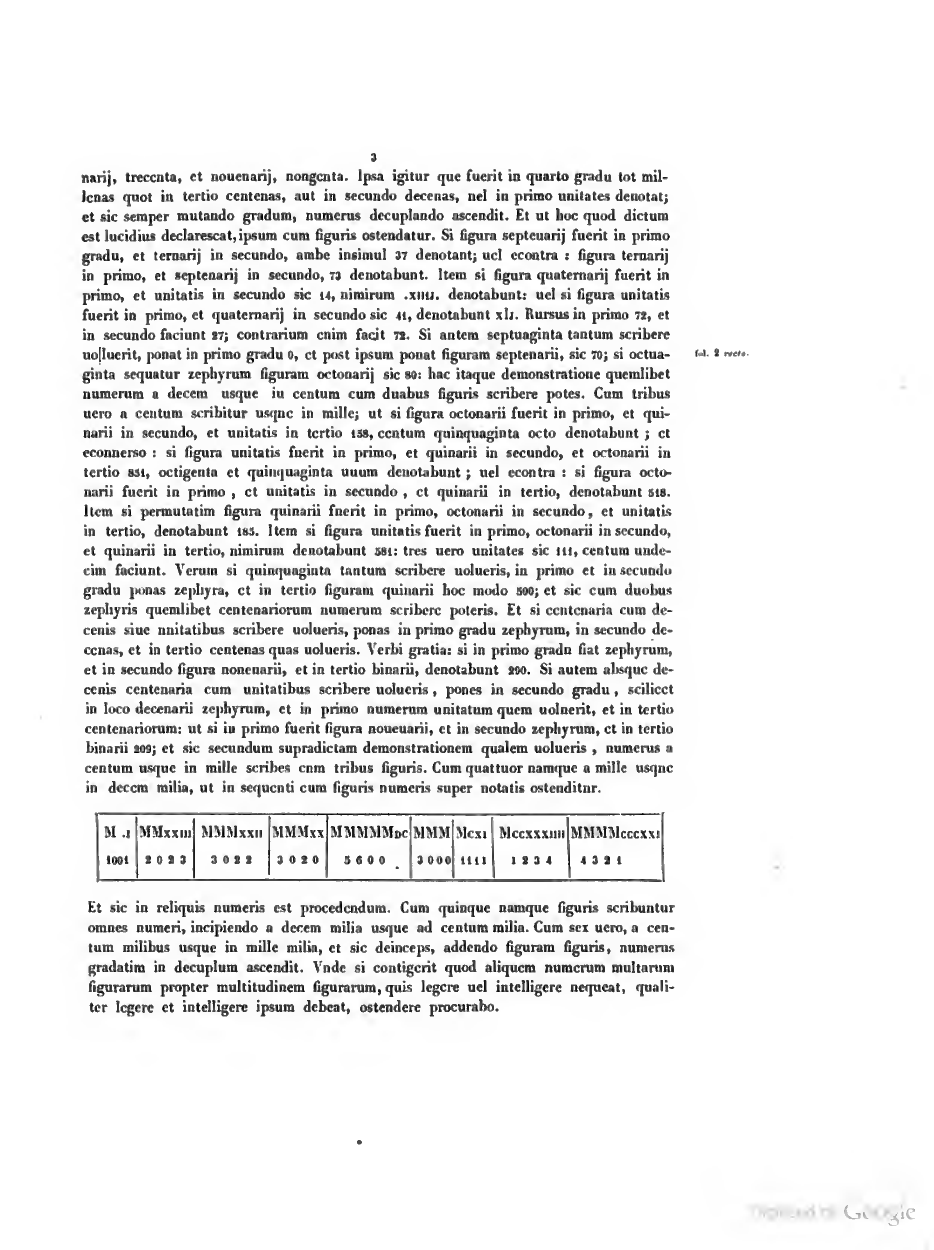 3
narij, trecenta, et nouenarij, nongenta. Ipsa igitur que fuerit in quarto gradu tot mil-
lenas quot in tertio centenas, aut in secundo decenas, uel in primo unitates denotat;
et sic semper mutando gradum, numerus decuplando ascendit. Et ut hoc quod dictum
est lucidius declarescat, ipsum cum figuris ostendatur. Si figura septenarij fuerit in primo
gradu, et ternarij in secundo, ambe insimul 37 denotant; uel econtra : figura ternarij
in primo, et septenarij in secundo, 73 denotabunt. Item si figura quaternarij fuerit in
primo, et unitatis in secundo sic 14, nimirum .xiiij. denotabunt: uel si figura unitatis
fuerit in primo, et quaternarij in secundo sic 41, denotabunt xlj. Rursus in primo 72, et
in secundo faciunt 27; contrarium enim facit 72. Si autem septuaginta tantum scribere
uo|luerit, ponat in primo gradu 0, et post ipsum ponat figuram septenarii, sic 70; si octua-
fol. 2 recto.
ginta sequatur zephyrum figuram octonarij sic 80: hac itaque demonstratione quemlibet
numerum a decem usque in centum cum duabus figuris scribere potes. Cum tribus
uero a centum scribitur usque in mille; ut si figura octonarii fuerit in primo, et qui-
narii in secundo, et unitatis in tertio 158, centum quinquaginta octo denotabunt ; et
econuerso : si figura unitatis fuerit in primo, et quinarii in secundo, et octonarii in
tertio 851, octigenta et quinquaginta unum denotabunt ; uel econtra : si figura octo-
narii fuerit in primo , et unitatis in secundo , et quinarii in tertio, denotabunt 518.
Item si permutatim figura quinarii fuerit in primo, octonarii in secundo, et unitatis
in tertio, denotabunt 185. Item si figura unitatis fuerit in primo, octonarii in secundo,
et quinarii in tertio, nimirum denotabunt 581: tres uero unitates sic 111, centum unde-
cim faciunt. Verum si quinquaginta tantum scribere uolueris, in primo et in secundo
gradu ponas zephyra, et in tertio figuram quinarii hoc modo 500; et sic cum duobus
zephyris quemlibet centenariorum numerum scribere poteris. Et si centenaria cum de-
cenis siue unitatibus scribere uolueris, ponas in primo gradu zephyrum, in secundo de-
cenas, et in tertio centenas quas uolueris. Verbi gratia: si in primo gradu fiat zephyrum,
et in secundo figura nonenarii, et in tertio binarii, denotabunt 290. Si autem absque de-
cenis centenaria cum unitatibus scribere uolueris , pones in secundo gradu , scilicet
in loco decenarii zephyrum, et in primo numerum unitatum quem uolnerit, et in tertio
centenariorum: ut si in primo fuerit figura nouenarii, et in secundo zephyrum, et in tertio
binarii 209; et sic secundum supradictam demonstrationem qualem uolueris , numerus a
centum usque in mille scribes cum tribus figuris. Cum quattuor namque a mille usque
in decem milia, ut in sequenti cum figuris numeris super notatis ostenditur.
M .I MMxxiii MMMxxii MMMxx MMMMMDC MMM Mcxi Mccxxxiiii MMMMcccxxi
1001 2023 3022 3020 5600 3000 1111 1234 4321
Et sic in reliquis numeris est procedendum. Cum quinque namque figuris scribuntur
omnes numeri, incipiendo a decem milia usque ad centum milia. Cum sex uero, a cen-
tum milibus usque in mille milia, et sic deinceps, addendo figuram figuris, numerus
gradatim in decuplum ascendit. Vnde si contigerit quod aliquem numerum multarum
figurarum propter multitudinem figurarum, quis legere uel intelligere nequeat, quali-
ter legere et intelligere ipsum debeat, ostendere procurabo.
Digitized by Google